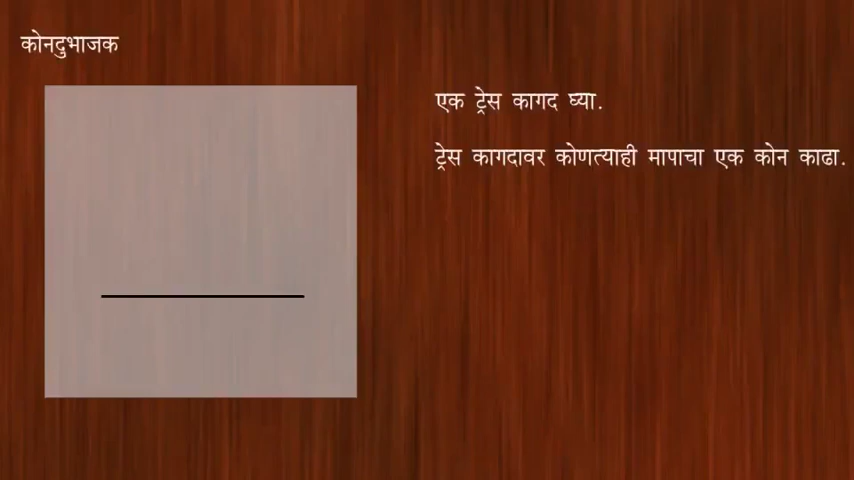 कोनदुभाजक
एक ट्रेस कागद घ्या.
ट्रेस कागदावर कोणत्याही मापाचा एक कोन काढा.